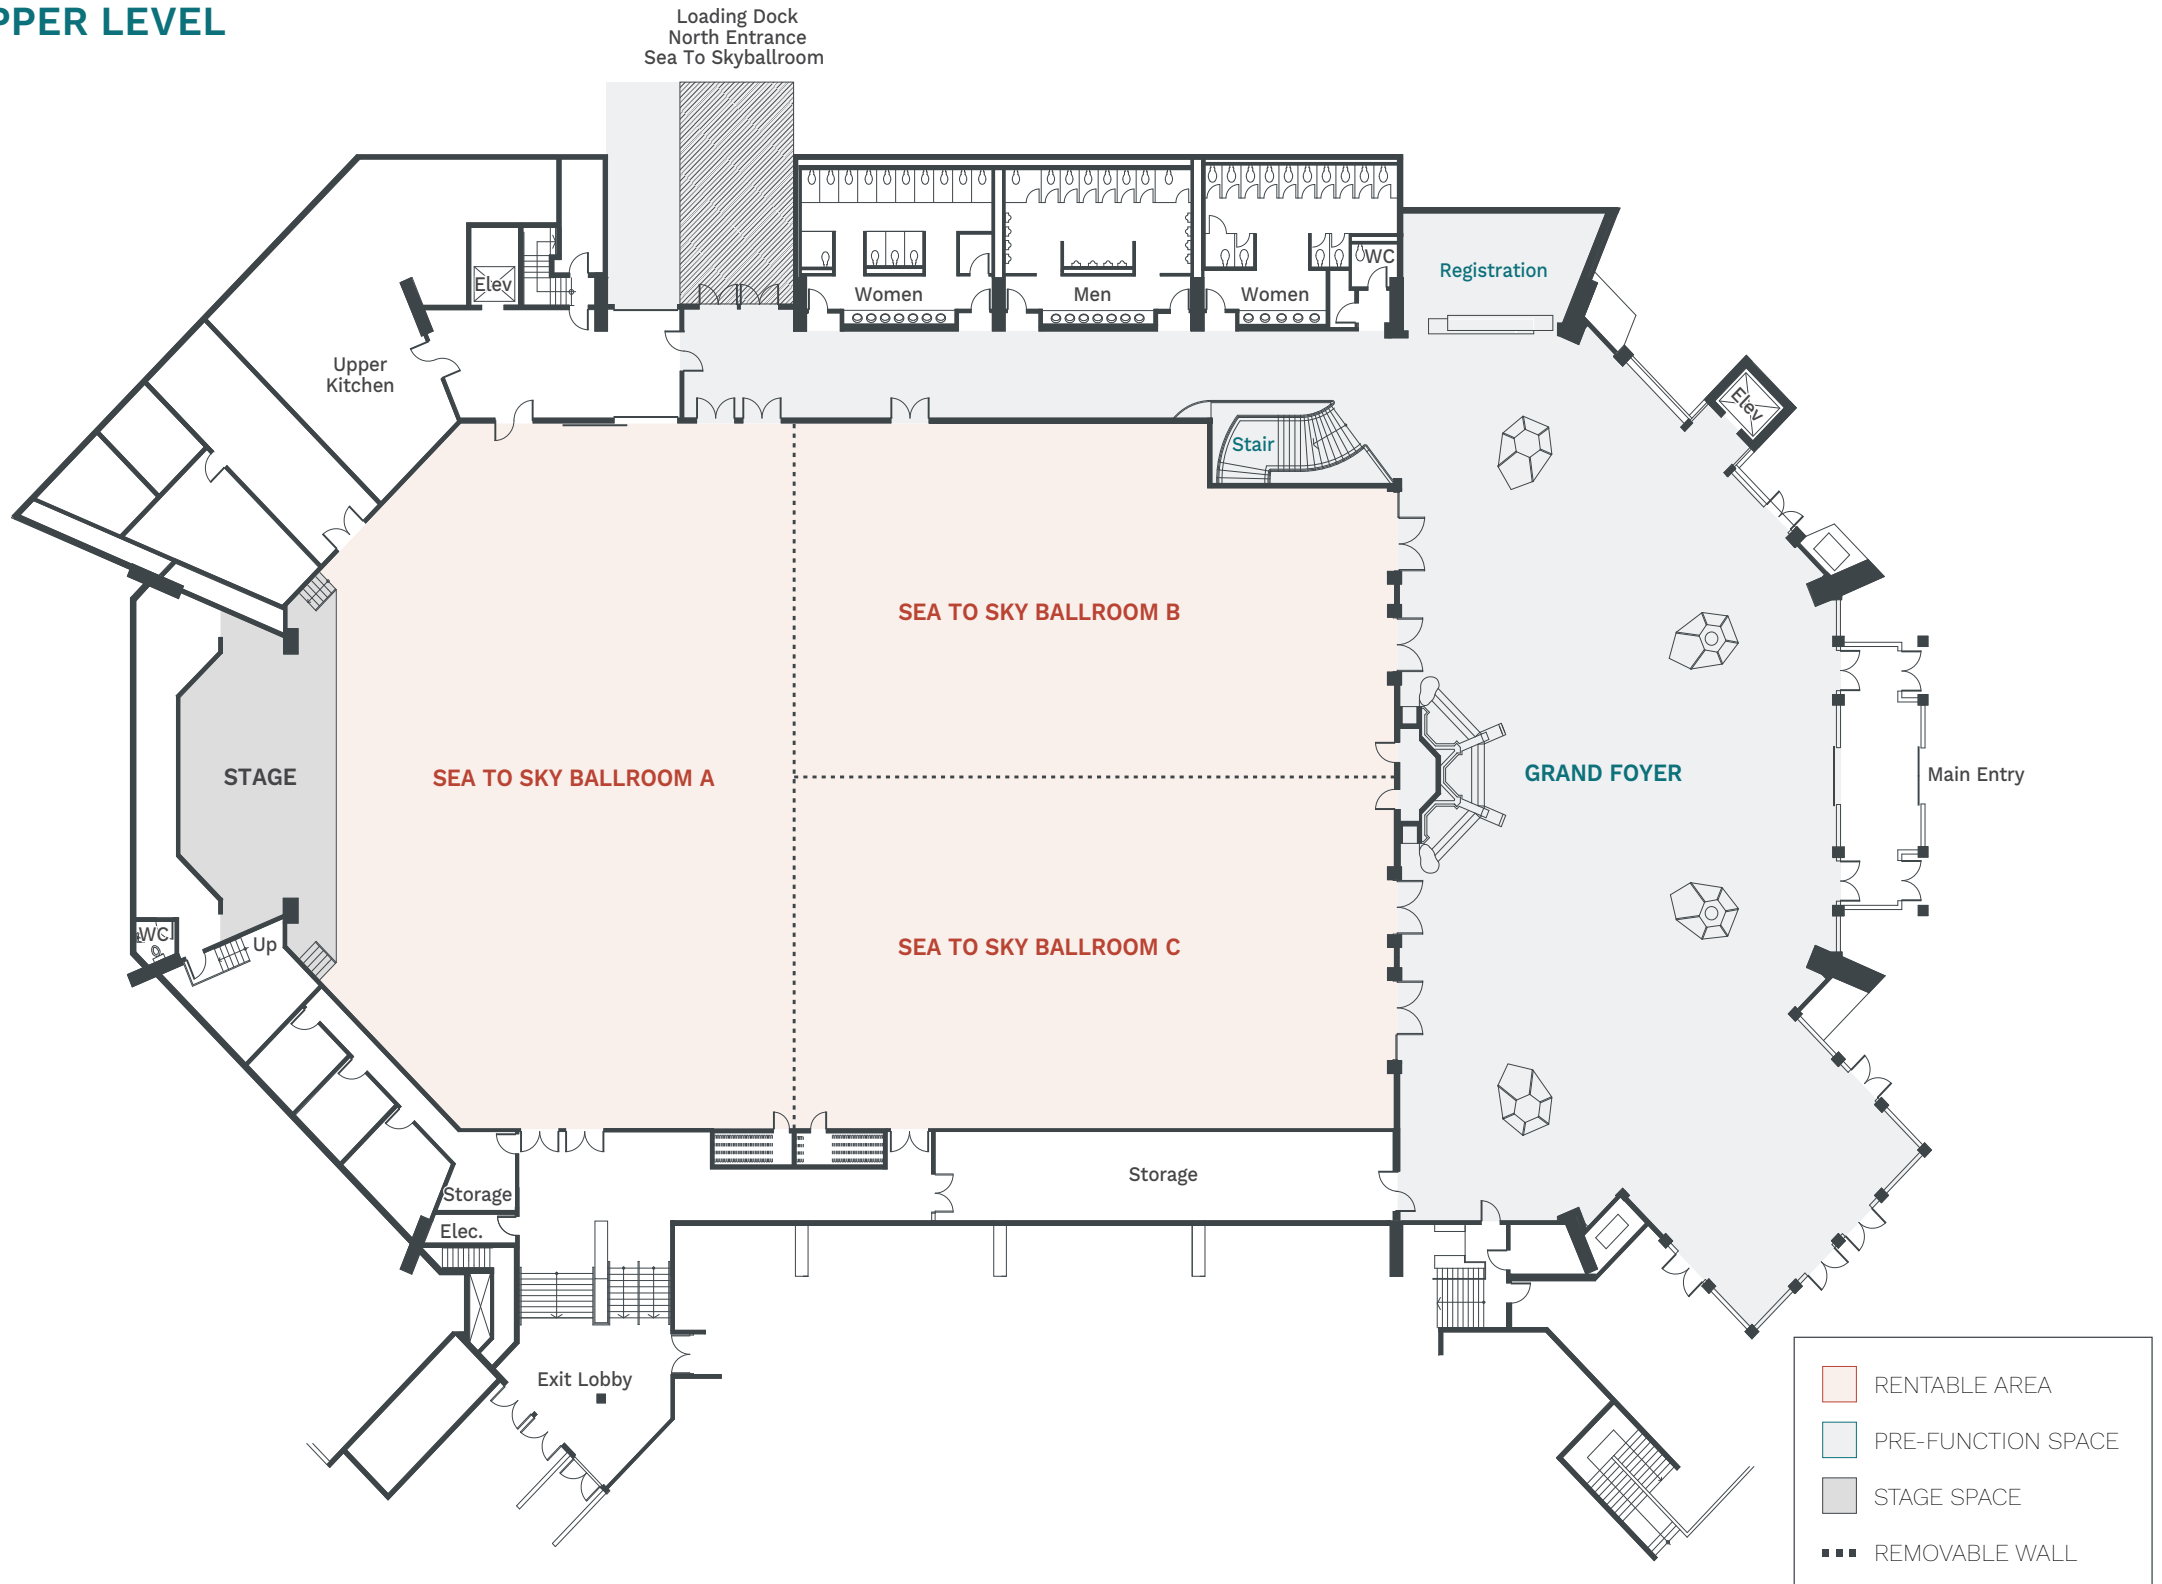 PPER LEVEL
Loading Dock
North Entrance
Sea To Skyballroom
Elev
Women
Men
Women
WC
Registration
Upper
Kitchen
Elev
Stair
SEA TO SKY BALLROOM B
STAGE
SEA TO SKY BALLROOM A
GRAND FOYER
Main Entry
WC
Up
SEA TO SKY BALLROOM C
Storage
Storage
Elec.
Exit Lobby
RENTABLE AREA
PRE-FUNCTION SPACE
STAGE SPACE
REMOVABLE WALL